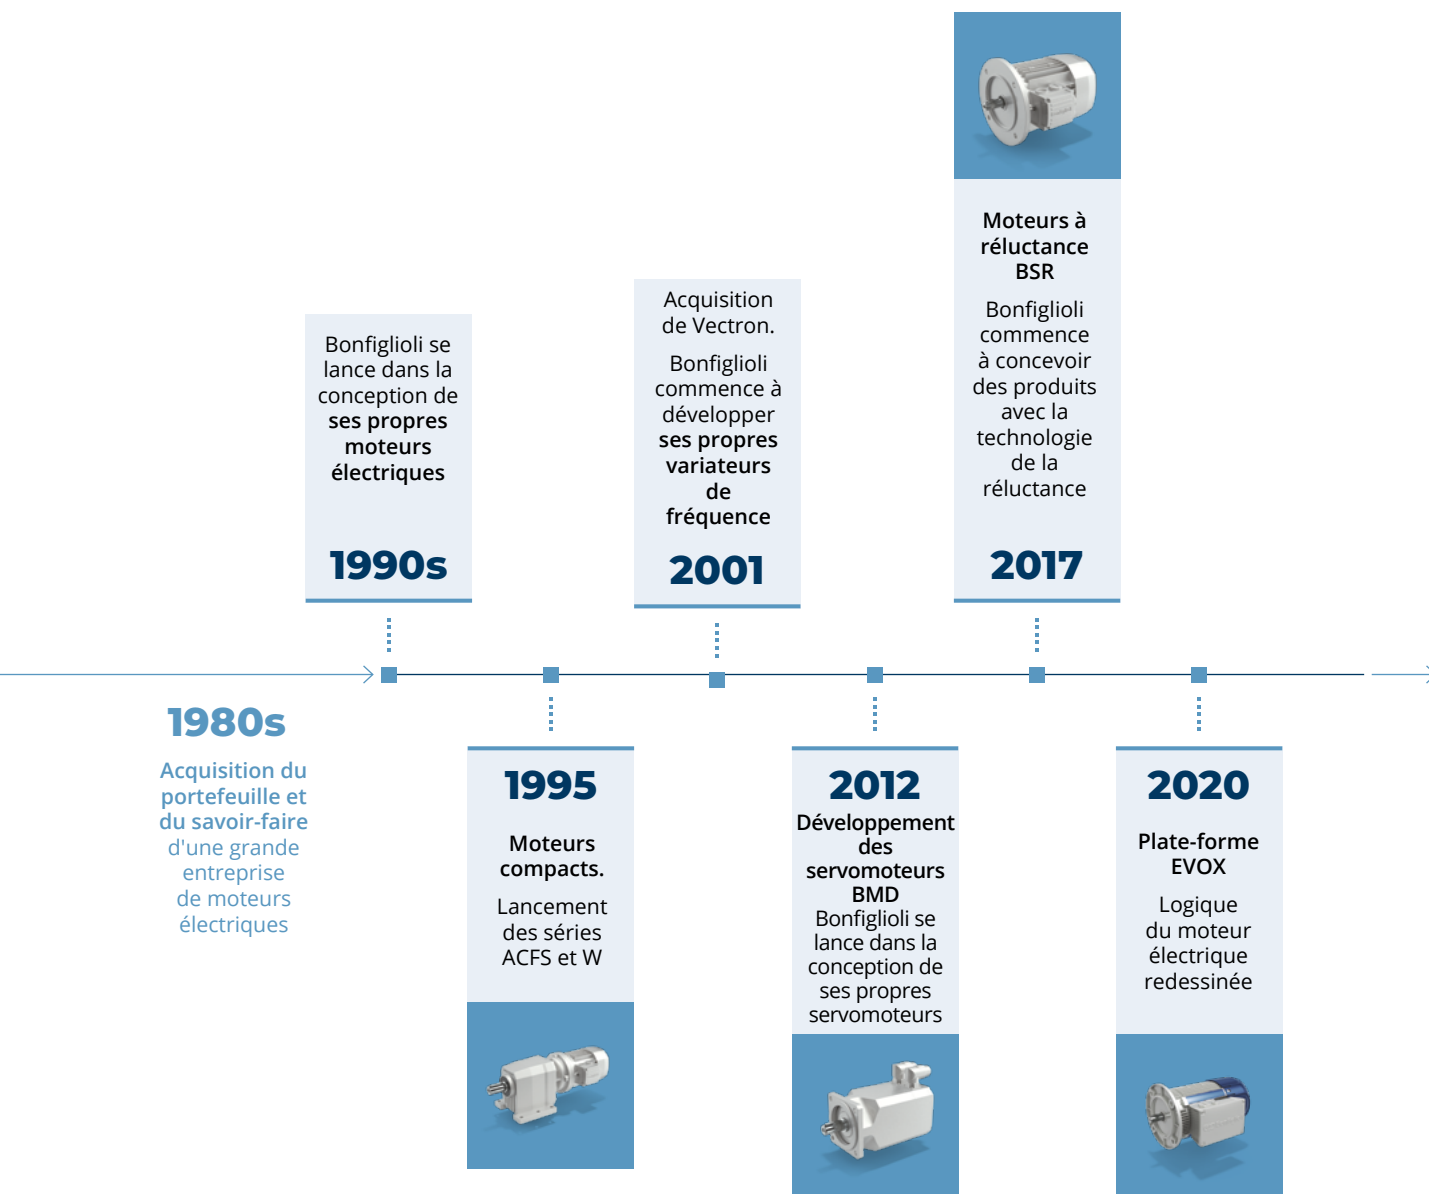 1980s
Acquisition du
portefeuille et
du savoir-faire
d'une grande
entreprise
de moteurs
électriques
Bonfiglioli se
lance dans la
conception de
ses propres
moteurs
électriques
1990s
1995
Moteurs
compacts.
Lancement
des séries
ACFS et W
Acquisition
de Vectron.
Bonfiglioli
commence à
développer
ses propres
variateurs
de
fréquence
2001
2012
Développement
des
servomoteurs
BMD
Bonfiglioli se
lance dans la
conception de
ses propres
servomoteurs
Moteurs à
réluctance
BSR
Bonfiglioli
commence
à concevoir
des produits
avec la
technologie
de la
réluctance
2017
2020
Plate-forme
EVOX
Logique
du moteur
électrique
redessinée